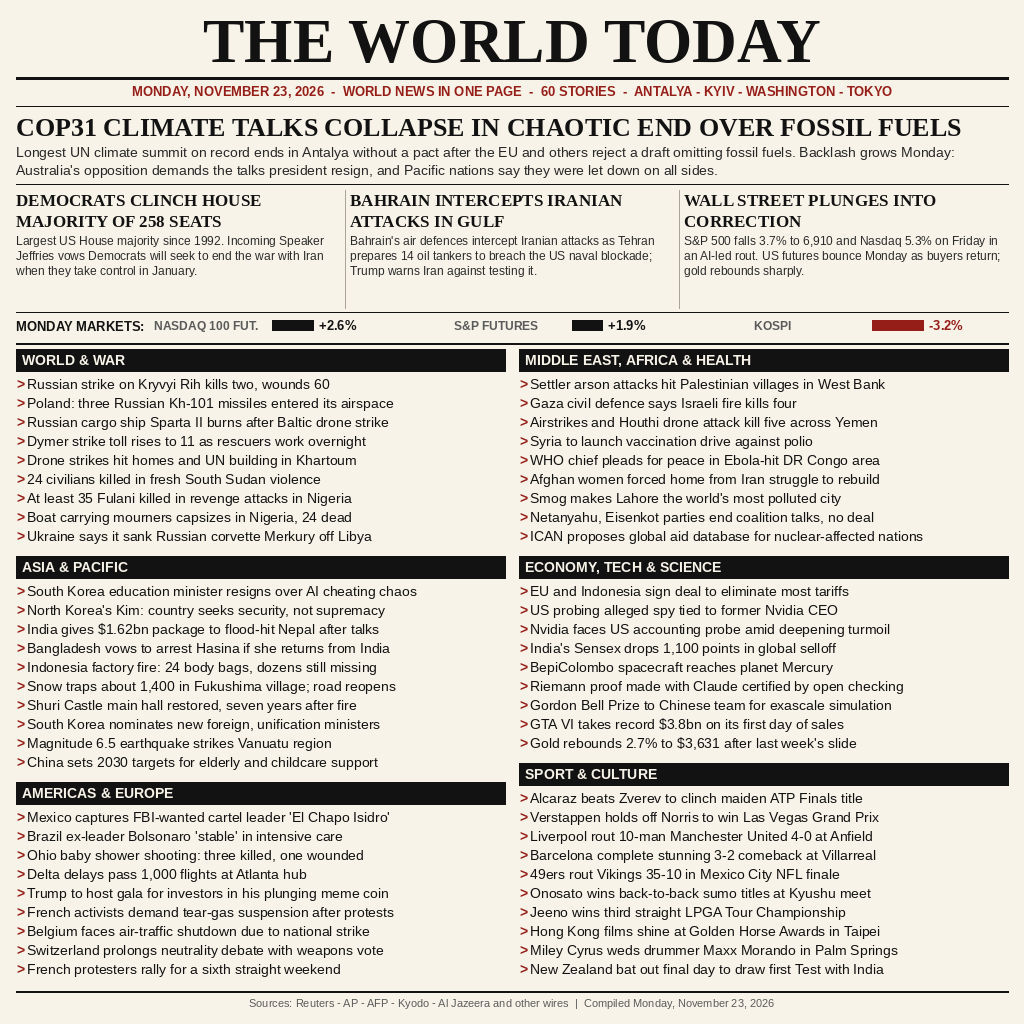 THE WORLD TODAY
MONDAY, NOVEMBER 23, 2026 - WORLD NEWS IN ONE PAGE - 60 STORIES - ANTALYA - KYIV - WASHINGTON - TOKYO
COP31 CLIMATE TALKS COLLAPSE IN CHAOTIC END OVER FOSSIL FUELS
Longest UN climate summit on record ends in Antalya without a pact after the EU and others reject a draft omitting fossil fuels. Backlash grows Monday:
Australia's opposition demands the talks president resign, and Pacific nations say they were let down on all sides.
DEMOCRATS CLINCH HOUSE
MAJORITY OF 258 SEATS
Largest US House majority since 1992. Incoming Speaker
Jeffries vows Democrats will seek to end the war with Iran
when they take control in January.
BAHRAIN INTERCEPTS IRANIAN
ATTACKS IN GULF
Bahrain's air defences intercept Iranian attacks as Tehran
prepares 14 oil tankers to breach the US naval blockade;
Trump warns Iran against testing it.
WALL STREET PLUNGES INTO
CORRECTION
S&P 500 falls 3.7% to 6,910 and Nasdaq 5.3% on Friday in
an AI-led rout. US futures bounce Monday as buyers return;
gold rebounds sharply.
MONDAY MARKETS: NASDAQ 100 FUT. +2.6% S&P FUTURES +1.9% KOSPI -3.2%
WORLD & WAR
>Russian strike on Kryvyi Rih kills two, wounds 60
>Poland: three Russian Kh-101 missiles entered its airspace
>Russian cargo ship Sparta II burns after Baltic drone strike
>Dymer strike toll rises to 11 as rescuers work overnight
>Drone strikes hit homes and UN building in Khartoum
>24 civilians killed in fresh South Sudan violence
>At least 35 Fulani killed in revenge attacks in Nigeria
>Boat carrying mourners capsizes in Nigeria, 24 dead
>Ukraine says it sank Russian corvette Merkury off Libya
ASIA & PACIFIC
>South Korea education minister resigns over AI cheating chaos
>North Korea's Kim: country seeks security, not supremacy
>India gives $1.62bn package to flood-hit Nepal after talks
>Bangladesh vows to arrest Hasina if she returns from India
>Indonesia factory fire: 24 body bags, dozens still missing
>Snow traps about 1,400 in Fukushima village; road reopens
>Shuri Castle main hall restored, seven years after fire
>South Korea nominates new foreign, unification ministers
>Magnitude 6.5 earthquake strikes Vanuatu region
>China sets 2030 targets for elderly and childcare support
AMERICAS & EUROPE
>Mexico captures FBI-wanted cartel leader 'El Chapo Isidro'
>Brazil ex-leader Bolsonaro 'stable' in intensive care
>Ohio baby shower shooting: three killed, one wounded
>Delta delays pass 1,000 flights at Atlanta hub
>Trump to host gala for investors in his plunging meme coin
>French activists demand tear-gas suspension after protests
>Belgium faces air-traffic shutdown due to national strike
>Switzerland prolongs neutrality debate with weapons vote
>French protesters rally for a sixth straight weekend
MIDDLE EAST, AFRICA & HEALTH
>Settler arson attacks hit Palestinian villages in West Bank
>Gaza civil defence says Israeli fire kills four
>Airstrikes and Houthi drone attack kill five across Yemen
>Syria to launch vaccination drive against polio
>WHO chief pleads for peace in Ebola-hit DR Congo area
>Afghan women forced home from Iran struggle to rebuild
>Smog makes Lahore the world's most polluted city
>Netanyahu, Eisenkot parties end coalition talks, no deal
>ICAN proposes global aid database for nuclear-affected nations
ECONOMY, TECH & SCIENCE
>EU and Indonesia sign deal to eliminate most tariffs
>US probing alleged spy tied to former Nvidia CEO
>Nvidia faces US accounting probe amid deepening turmoil
>India's Sensex drops 1,100 points in global selloff
>BepiColombo spacecraft reaches planet Mercury
>Riemann proof made with Claude certified by open checking
>Gordon Bell Prize to Chinese team for exascale simulation
>GTA VI takes record $3.8bn on its first day of sales
>Gold rebounds 2.7% to $3,631 after last week's slide
SPORT & CULTURE
>Alcaraz beats Zverev to clinch maiden ATP Finals title
>Verstappen holds off Norris to win Las Vegas Grand Prix
>Liverpool rout 10-man Manchester United 4-0 at Anfield
>Barcelona complete stunning 3-2 comeback at Villarreal
>49ers rout Vikings 35-10 in Mexico City NFL finale
>Onosato wins back-to-back sumo titles at Kyushu meet
>Jeeno wins third straight LPGA Tour Championship
>Hong Kong films shine at Golden Horse Awards in Taipei
>Miley Cyrus weds drummer Maxx Morando in Palm Springs
>New Zealand bat out final day to draw first Test with India
Sources: Reuters - AP - AFP - Kyodo - Al Jazeera and other wires | Compiled Monday, November 23, 2026